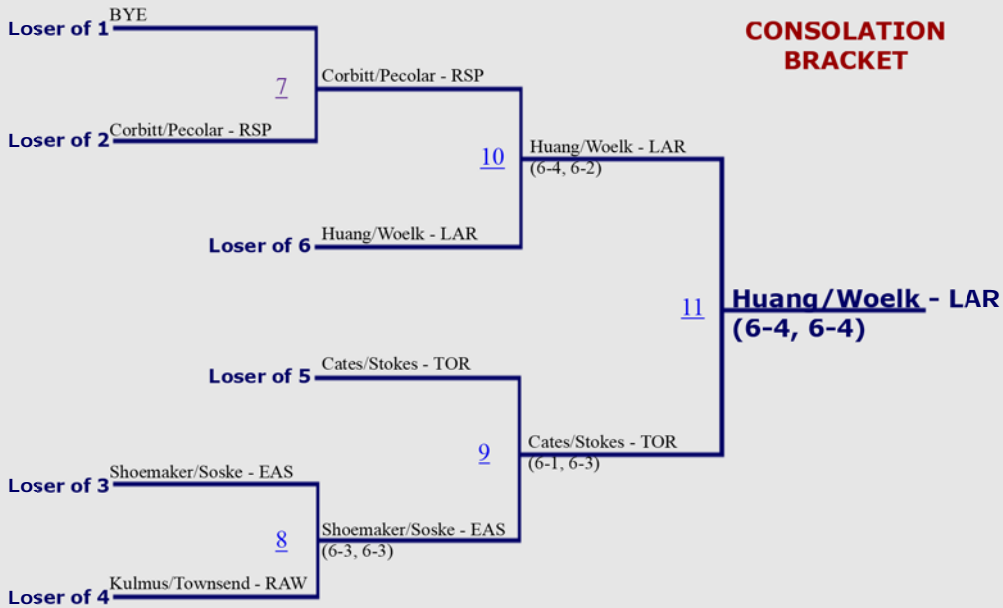 CONSOLATION
BRACKET
Loser of 1
BYE
7
Corbitt/Pecolar - RSP
Loser of 2
Corbitt/Pecolar - RSP
10
Huang/Woelk - LAR
(6-4, 6-2)
Loser of 6
Huang/Woelk - LAR
11
Huang/Woelk - LAR
(6-4, 6-4)
Loser of 5
Cates/Stokes - TOR
9
Cates/Stokes - TOR
(6-1, 6-3)
Loser of 3
Shoemaker/Soske - EAS
8
Shoemaker/Soske - EAS
(6-3, 6-3)
Loser of 4
Kulmus/Townsend - RAW